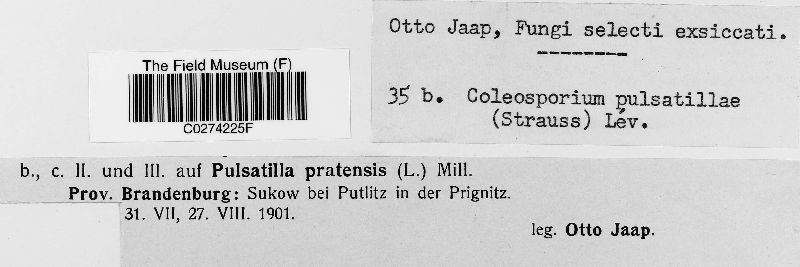 The Field Museum (F)
C0274225F
Otto Jaap, Fungi selecti exsiccati.
35 b. Coleosporium pulsatillae
(Strauss) Lév.
b., c. II. und III. auf Pulsatilla pratensis (L.) Mill.
Prov. Brandenburg: Sukow bei Putlitz in der Prignitz.
31. VII, 27. VIII. 1901.
leg. Otto Jaap.